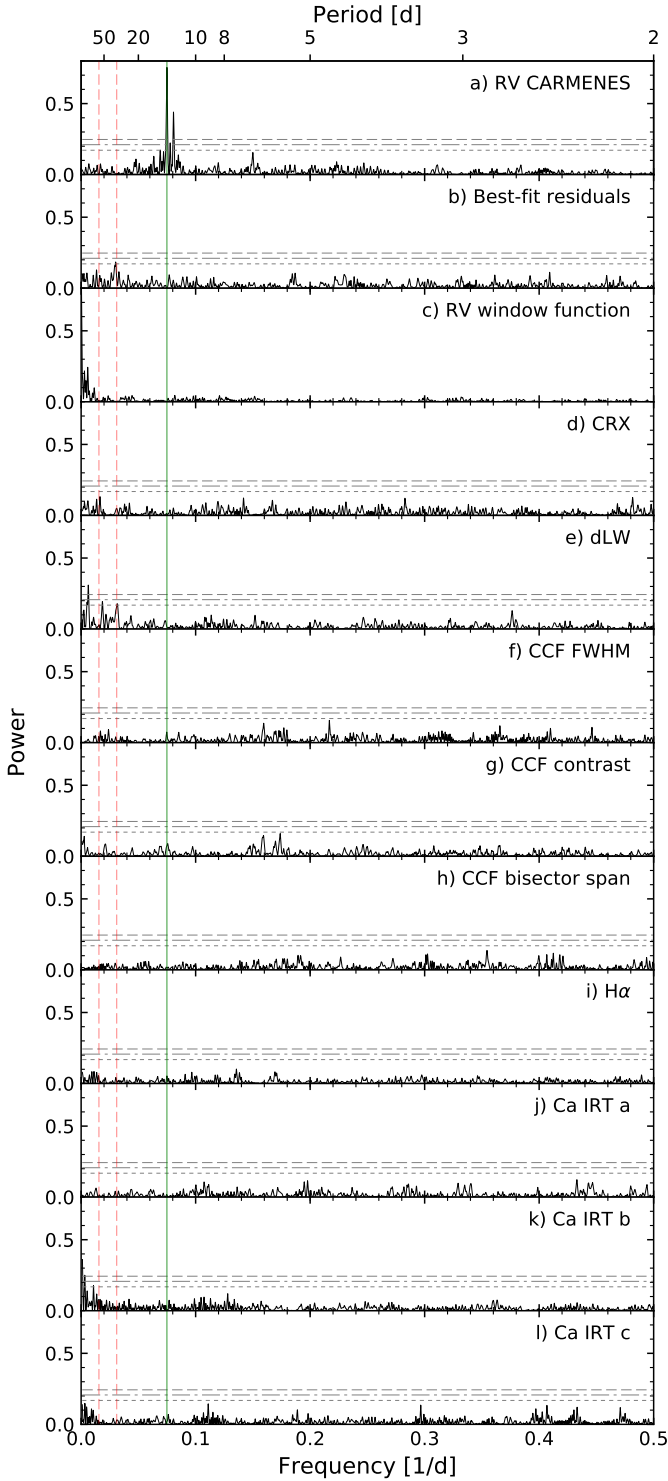 Period [d]
50 20 10 8 5 3 2
a) RV CARMENES
0.5
0.0
b) Best-fit residuals
0.5
0.0
c) RV window function
0.5
0.0
d) CRX
0.5
0.0
e) dLW
0.5
0.0
f) CCF FWHM
0.5
0.0
g) CCF contrast
0.5
0.0
h) CCF bisector span
0.5
0.0
i) Hα
0.5
0.0
j) Ca IRT a
0.5
0.0
k) Ca IRT b
0.5
0.0
l) Ca IRT c
0.5
0.0
Power
0.0 0.1 0.2 0.3 0.4 0.5
Frequency [1/d]